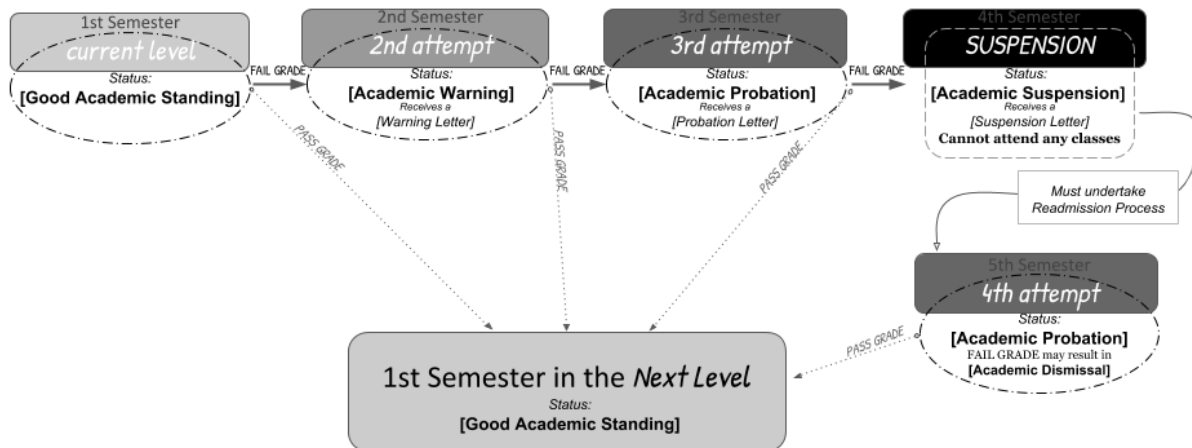 1st Semester
current level
Status:
[Good Academic Standing]
FAIL GRADE
2nd Semester
2nd attempt
Status:
[Academic Warning]
Receives a
[Warning Letter]
FAIL GRADE
3rd Semester
3rd attempt
Status:
[Academic Probation]
Receives a
[Probation Letter]
FAIL GRADE
4th Semester
SUSPENSION
Status:
[Academic Suspension]
Receives a
[Suspension Letter]
Cannot attend any classes
PASS GRADE
PASS GRADE
PASS GRADE
Must undertake
Readmission Process
5th Semester
4th attempt
Status:
[Academic Probation]
FAIL GRADE may result in
[Academic Dismissal]
PASS GRADE
1st Semester in the Next Level
Status:
[Good Academic Standing]